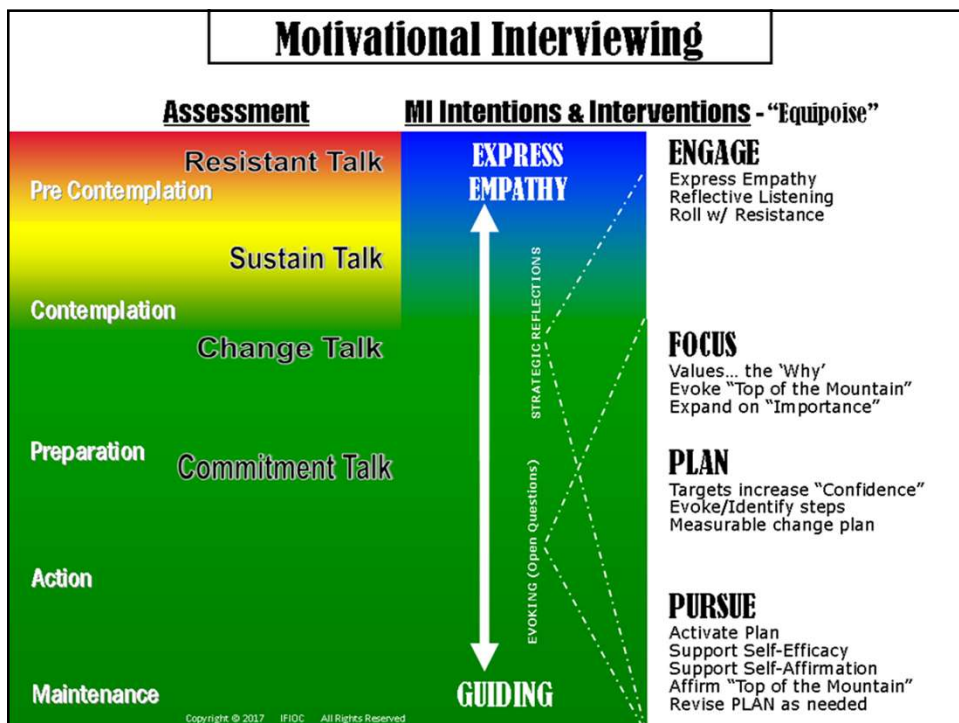 Motivational Interviewing
Assessment
MI Intentions & Interventions - “Equipoise”
Resistant Talk
Pre Contemplation
Sustain Talk
Contemplation
Change Talk
Preparation
Commitment Talk
Action
Maintenance
EXPRESS
EMPATHY
STRATEGIC REFLECTIONS
EVOKING (Open Questions)
GUIDING
ENGAGE
Express Empathy
Reflective Listening
Roll w/ Resistance
FOCUS
Values... the ‘Why’
Evoke “Top of the Mountain”
Expand on “Importance”
PLAN
Targets increase “Confidence”
Evoke/Identify steps
Measurable change plan
PURSUE
Activate Plan
Support Self-Efficacy
Support Self-Affirmation
Affirm “Top of the Mountain”
Revise PLAN as needed
Copyright © 2017 IFIOC All Rights Reserved